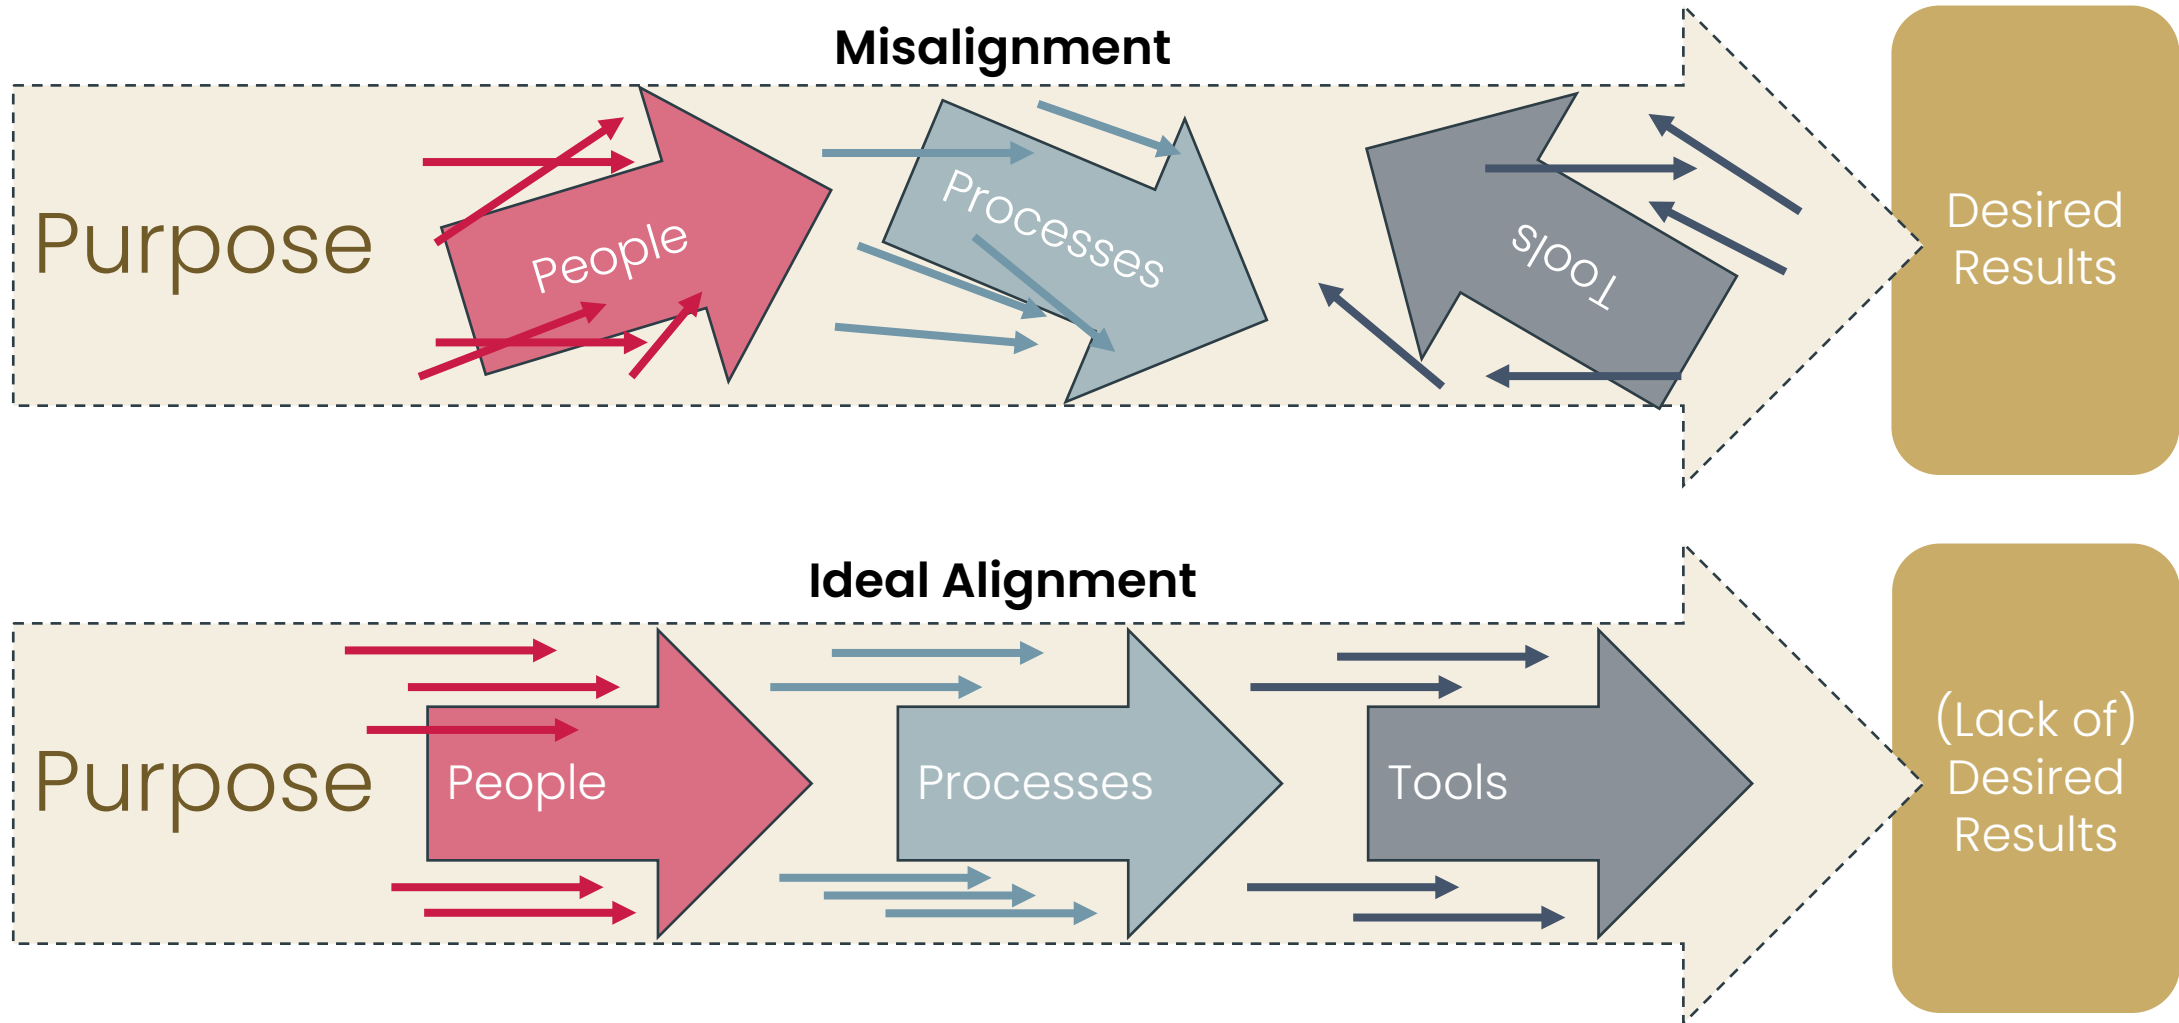 Misalignment
Purpose
People
Processes
Tools
Desired
Results
Ideal Alignment
Purpose
People
Processes
Tools
(Lack of)
Desired
Results